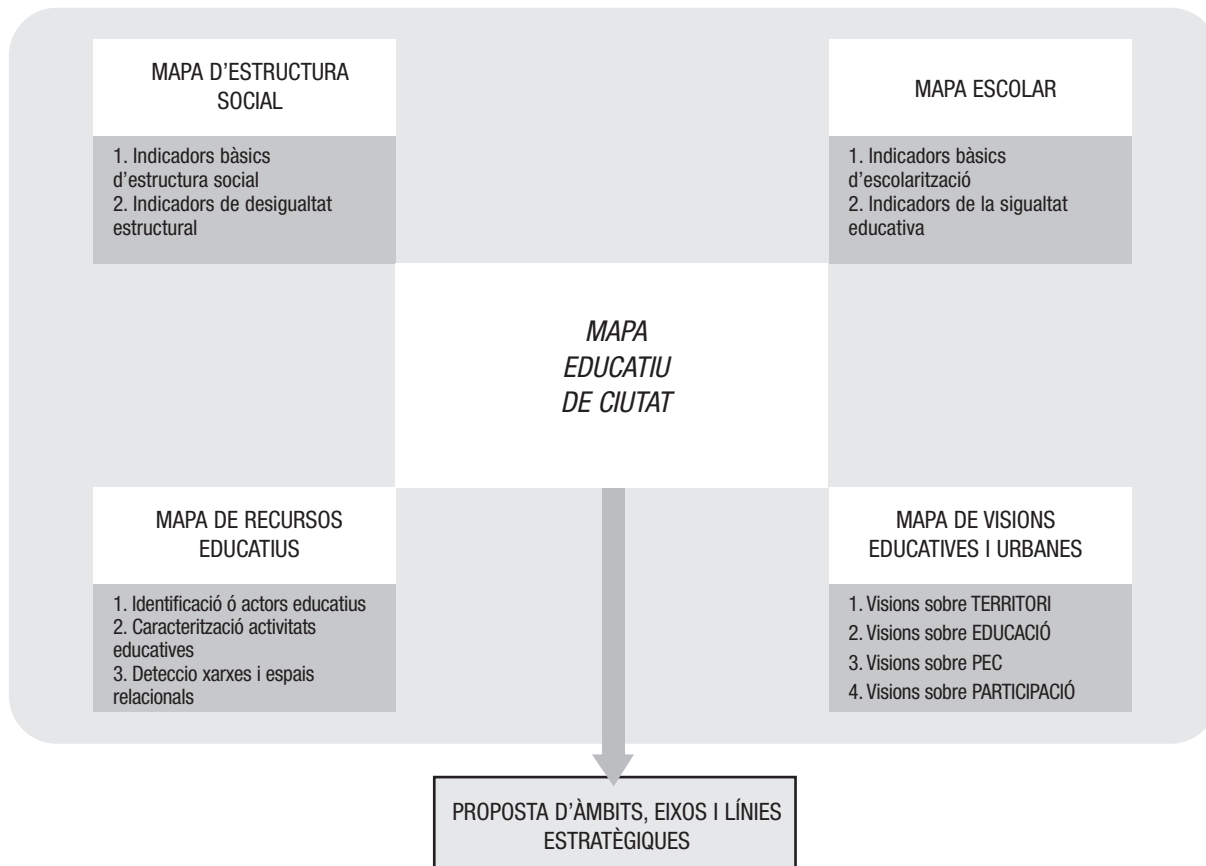 MAPA D’ESTRUCTURA
SOCIAL
1. Indicadors bàsics
d’estructura social
2. Indicadors de desigualtat
estructural
MAPA ESCOLAR
1. Indicadors bàsics
d’escolarització
2. Indicadors de la sigualtat
educativa
MAPA
EDUCATIU
DE CIUTAT
MAPA DE RECURSOS
EDUCATIUS
1. Identificació ó actors educatius
2. Caracterització activitats
educatives
3. Deteccio xarxes i espais
relacionals
MAPA DE VISIONS
EDUCATIVES I URBANES
1. Visions sobre TERRITORI
2. Visions sobre EDUCACIÓ
3. Visions sobre PEC
4. Visions sobre PARTICIPACIÓ
PROPOSTA D’ÀMBITS, EIXOS I LÍNIES
ESTRATÈGIQUES